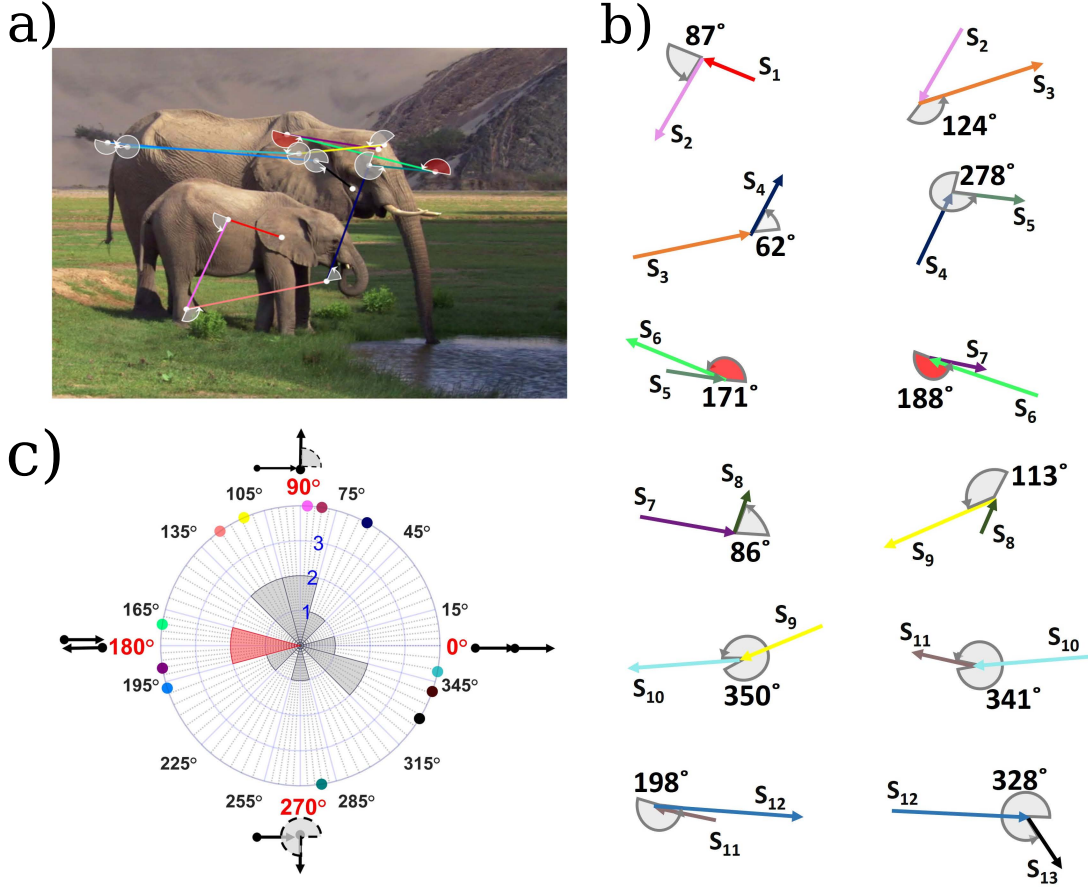 a)
b)
87°
S1
S2
S2
S3
124°
S4
S3
62°
278°
S5
S4
S6
S5
171°
S7
188°
S6
S7
S8
86°
113°
S8
S9
S9
S10
350°
S11
S10
341°
198°
S12
S11
328°
S12
S13
c)
90°
105°
75°
135°
45°
3
2
1
165°
15°
180°
0°
195°
345°
225°
315°
255°
270°
285°